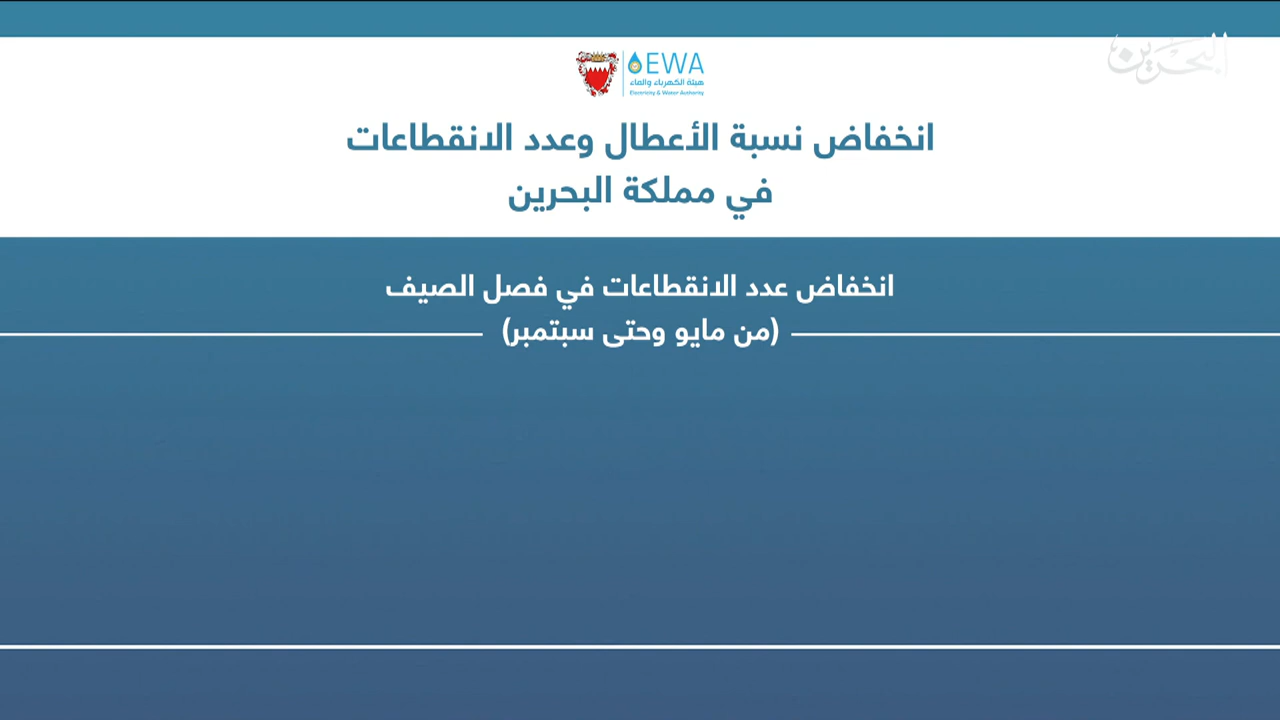 البحرين
EWA
هيئة الكهرباء والماء
Electricity & Water Authority
انخفاض نسبة الأعطال وعدد الانقطاعات
في مملكة البحرين
انخفاض عدد الانقطاعات في فصل الصيف
(من مايو وحتى سبتمبر)